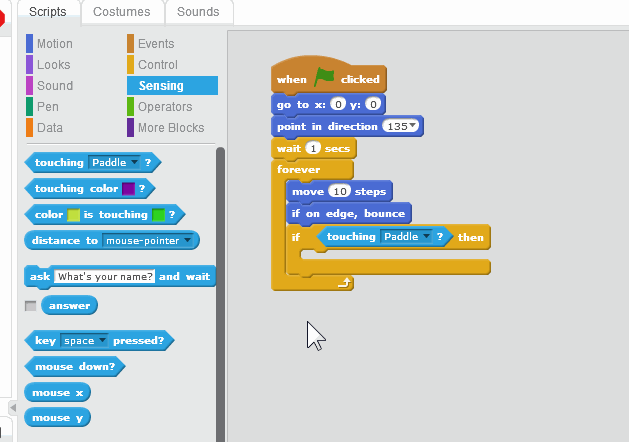 Scripts Costumes Sounds
Motion Events
Looks Control
Sound Sensing
Pen Operators
Data More Blocks
touching Paddle ?
touching color ?
color is touching ?
distance to mouse-pointer
ask What's your name? and wait
answer
key space pressed?
mouse down?
mouse x
mouse y
when clicked
go to x: 0 y: 0
point in direction 135
wait 1 secs
forever
move 10 steps
if on edge, bounce
if touching Paddle ? then